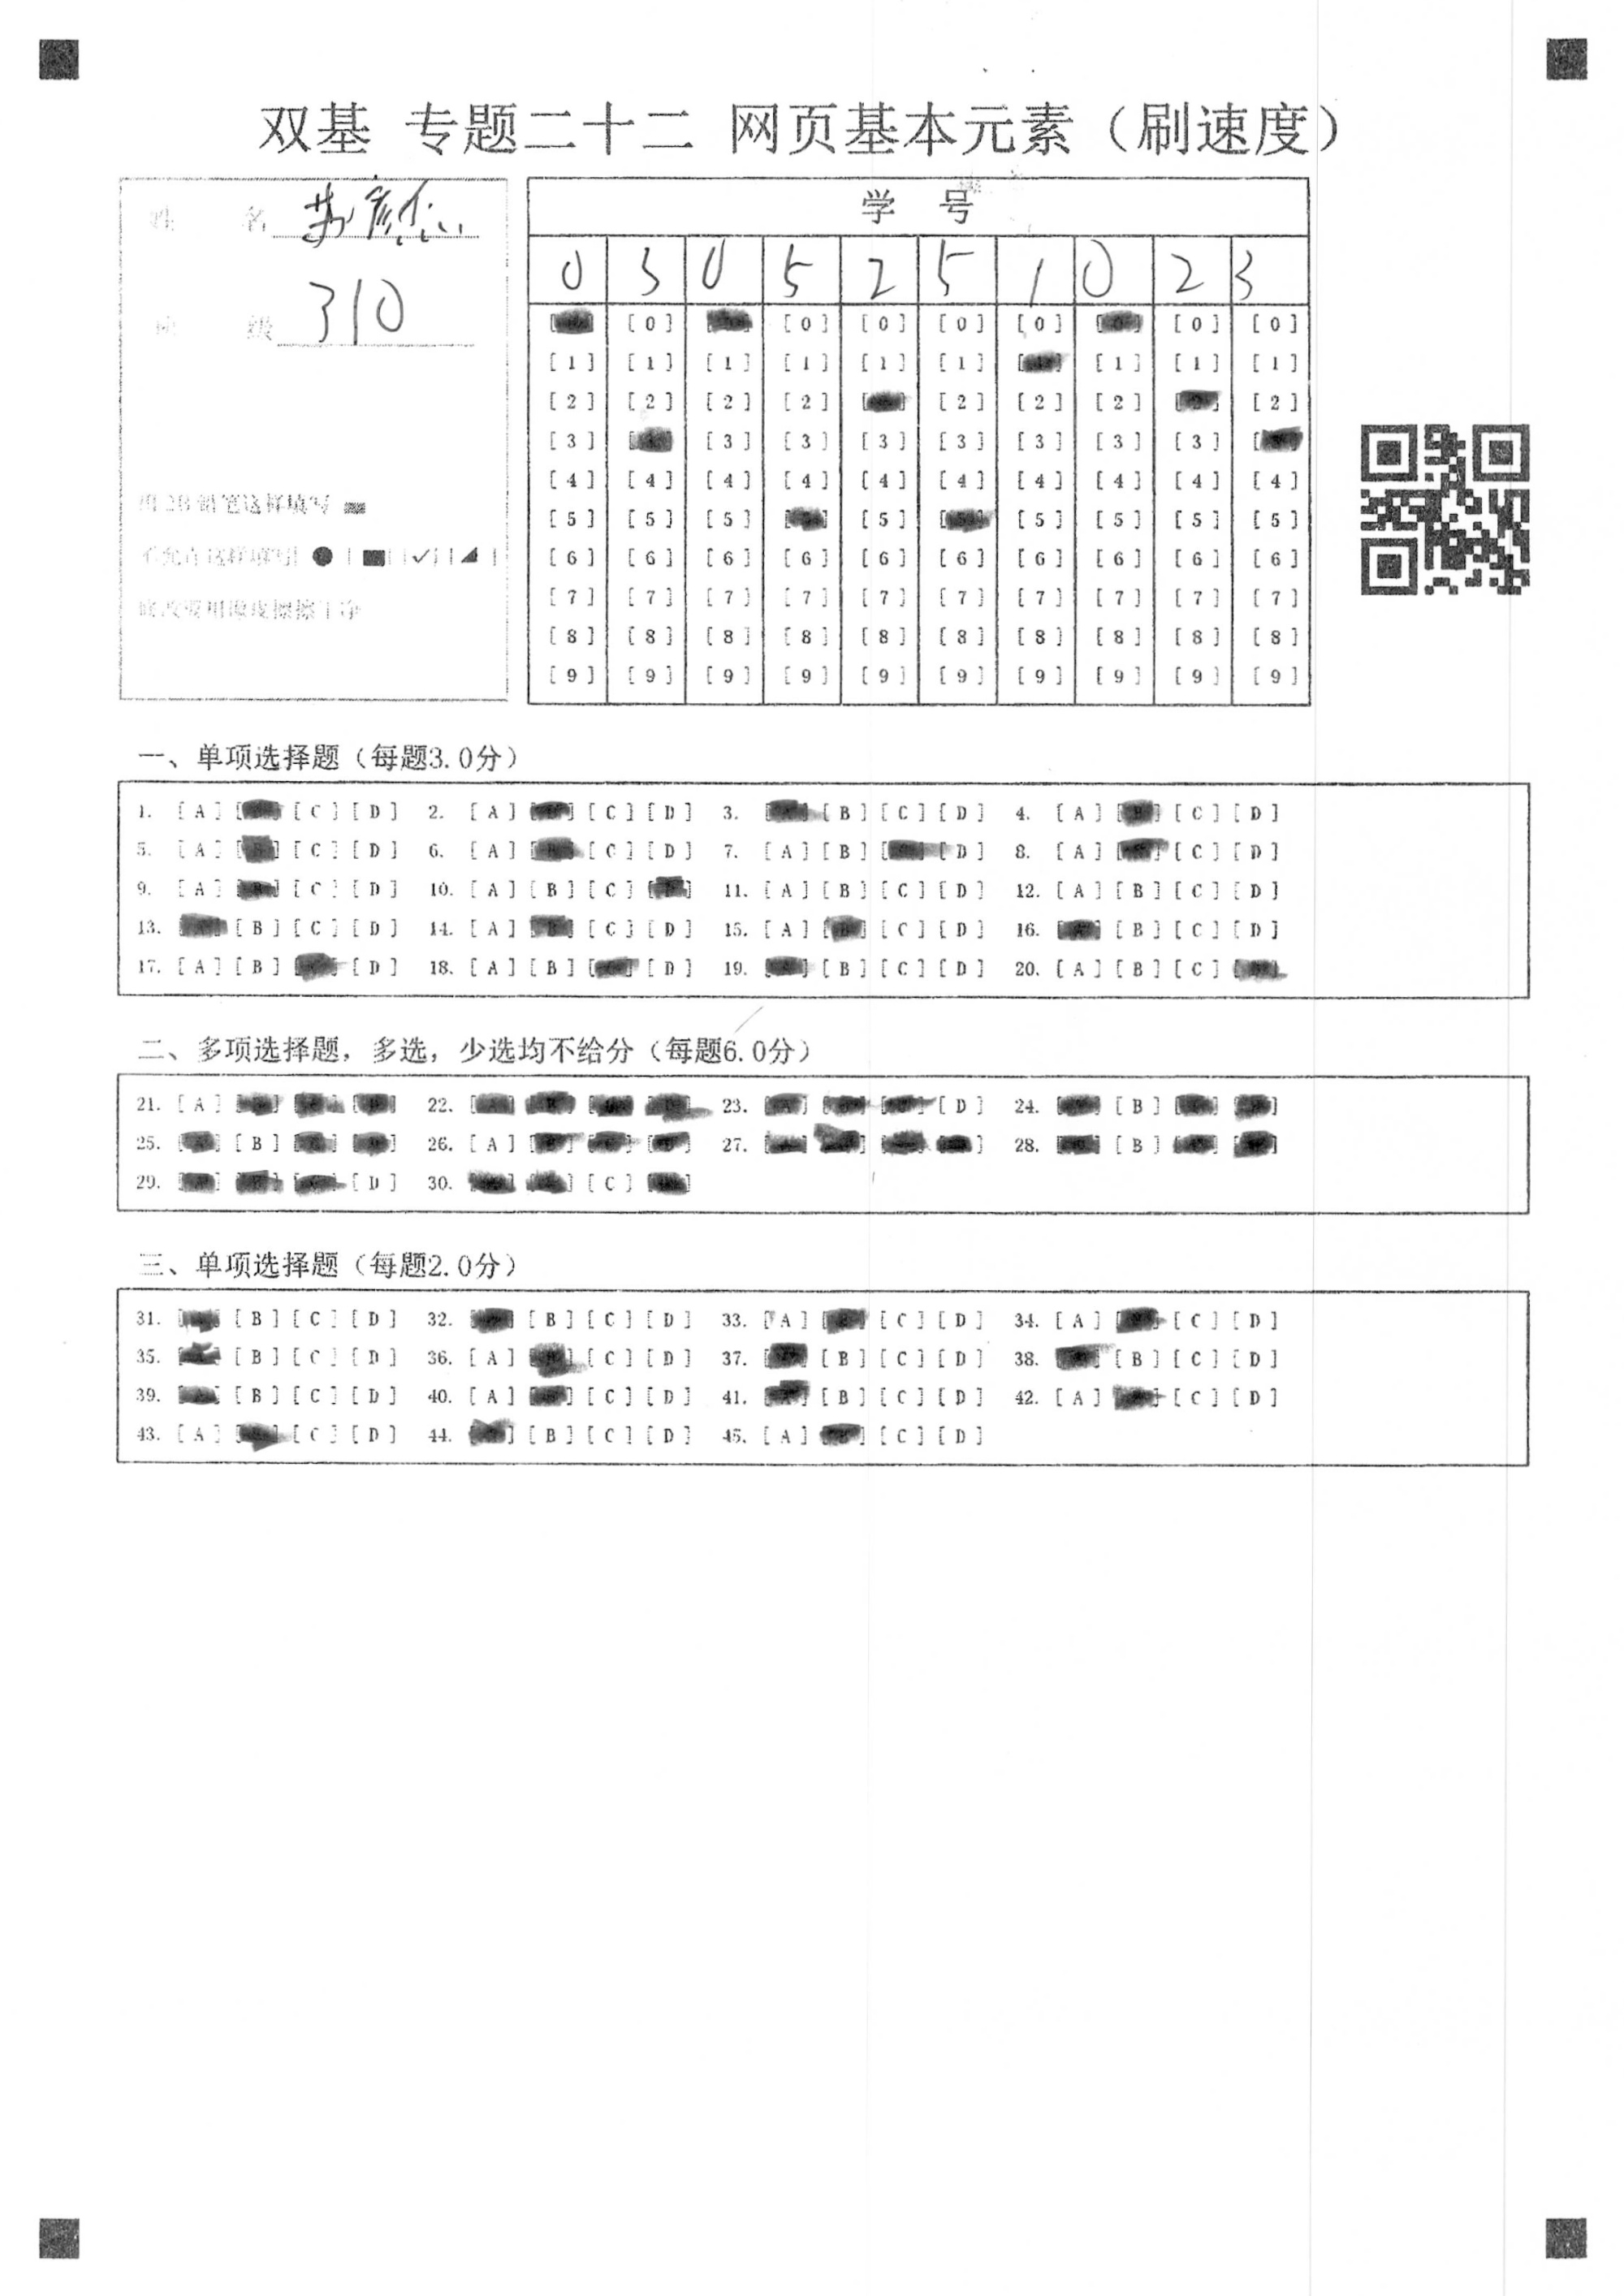 双基 专题二十二 网页基本元素（刷速度）
姓 名
级 310
用2B铅笔这样填写
不允许这样填写
修改要用橡皮擦擦干净
学 号
0 3 0 5 2 5 1 0 2 3
[0] [0] [0] [0] [0] [0] [0]
[1] [1] [1] [1] [1] [1] [1] [1] [1]
[2] [2] [2] [2] [2] [2] [2] [2]
[3] [3] [3] [3] [3] [3] [3] [3]
[4] [4] [4] [4] [4] [4] [4] [4] [4] [4]
[5] [5] [5] [5] [5] [5] [5] [5]
[6] [6] [6] [6] [6] [6] [6] [6] [6] [6]
[7] [7] [7] [7] [7] [7] [7] [7] [7] [7]
[8] [8] [8] [8] [8] [8] [8] [8] [8] [8]
[9] [9] [9] [9] [9] [9] [9] [9] [9] [9]
一、单项选择题（每题3.0分）
1. [A] [C] [D] 2. [A] [C] [D] 3. [B] [C] [D] 4. [A] [C] [D]
5. [A] [C] [D] 6. [A] [C] [D] 7. [A] [B] [D] 8. [A] [C] [D]
9. [A] [C] [D] 10. [A] [B] [C] 11. [A] [B] [C] [D] 12. [A] [B] [C] [D]
13. [B] [C] [D] 14. [A] [C] [D] 15. [A] [C] [D] 16. [B] [C] [D]
17. [A] [B] [D] 18. [A] [B] [D] 19. [B] [C] [D] 20. [A] [B] [C]
二、多项选择题，多选，少选均不给分（每题6.0分）
21. [A] 22. 23. [D] 24. [B]
25. [B] 26. [A] 27. 28. [B]
29. [D] 30. [C]
三、单项选择题（每题2.0分）
31. [B] [C] [D] 32. [B] [C] [D] 33. [A] [C] [D] 34. [A] [C] [D]
35. [B] [C] [D] 36. [A] [C] [D] 37. [B] [C] [D] 38. [B] [C] [D]
39. [B] [C] [D] 40. [A] [C] [D] 41. [B] [C] [D] 42. [A] [C] [D]
43. [A] [C] [D] 44. [B] [C] [D] 45. [A] [C] [D]